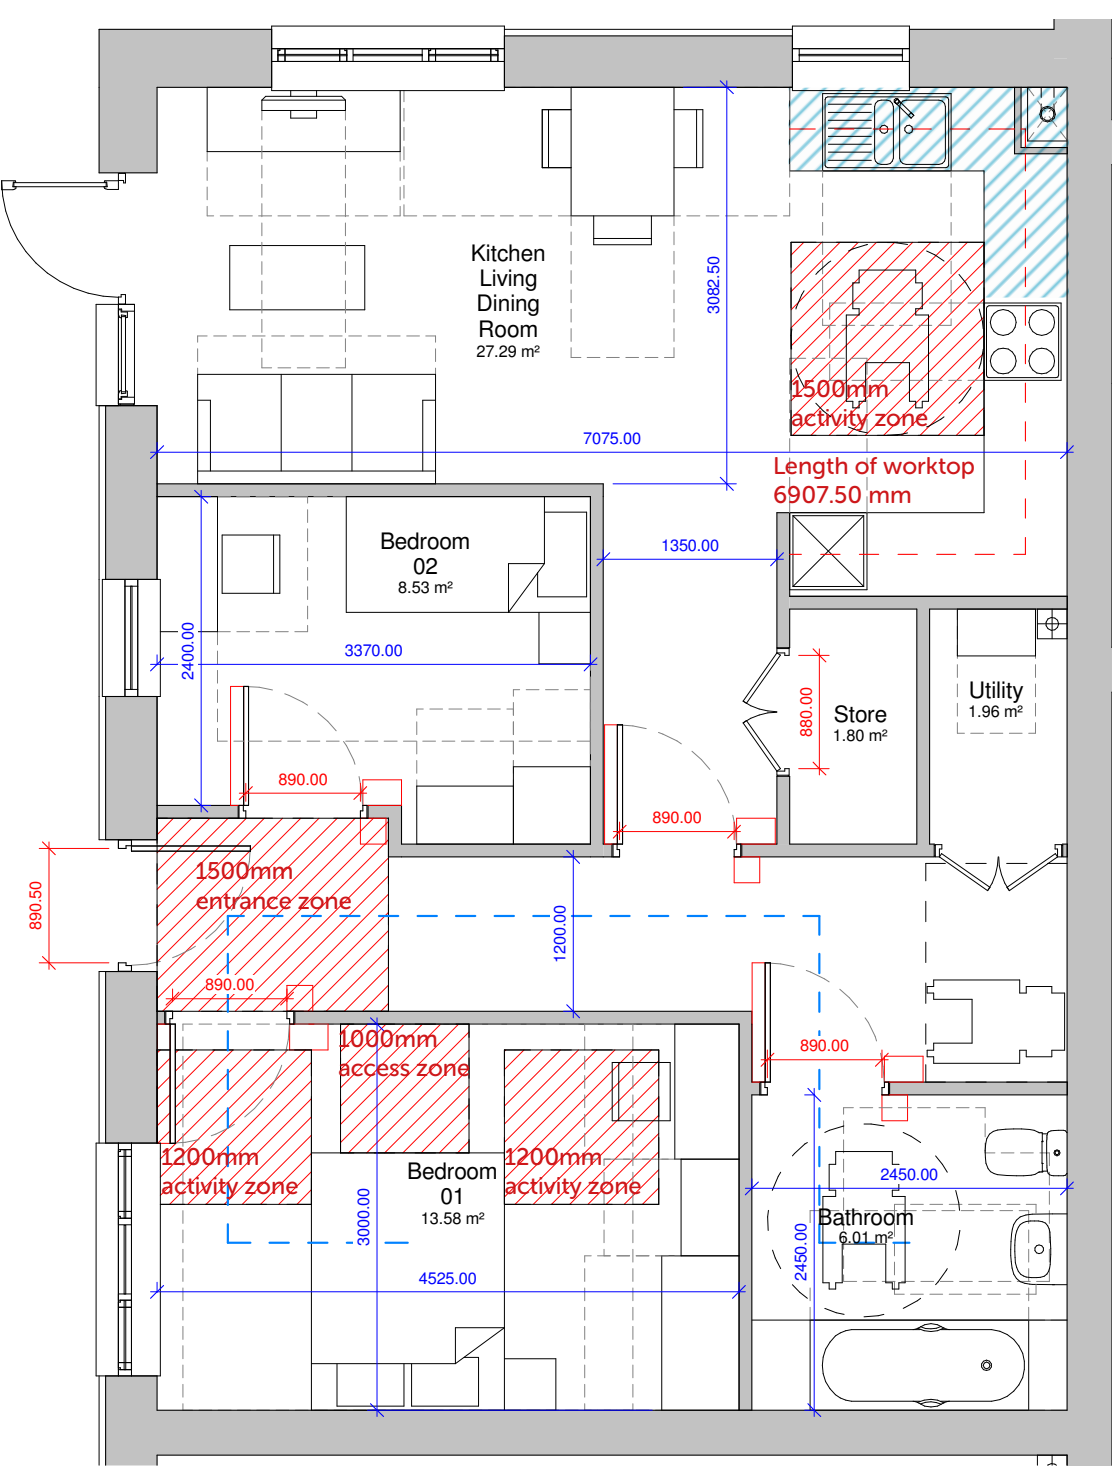 Kitchen
Living
Dining
Room
27.29 m²
3082.50
1500mm
activity zone
7075.00
Length of worktop
6907.50 mm
1350.00
Bedroom
02
8.53 m²
2400.00
3370.00
890.00
890.00
880.00
Store
1.80 m²
Utility
1.96 m²
890.50
1500mm
entrance zone
1200.00
890.00
1000mm
access zone
890.00
1200mm
activity zone
1200mm
activity zone
Bedroom
01
13.58 m²
3000.00
4525.00
2450.00
Bathroom
6.01 m²
2450.00